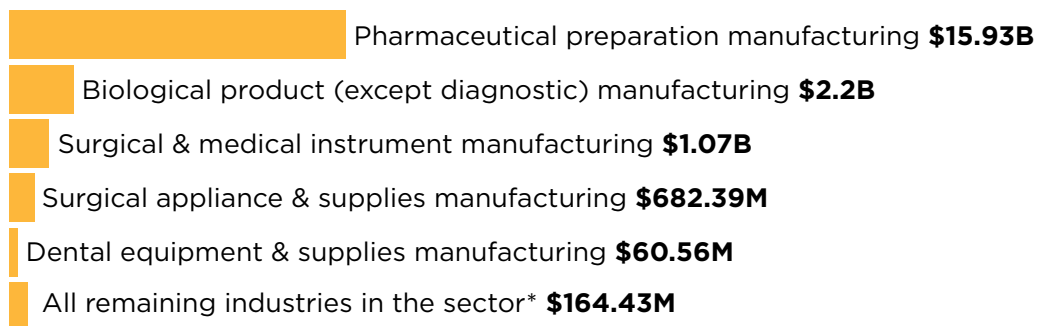 Pharmaceutical preparation manufacturing $15.93B
Biological product (except diagnostic) manufacturing $2.2B
Surgical & medical instrument manufacturing $1.07B
Surgical appliance & supplies manufacturing $682.39M
Dental equipment & supplies manufacturing $60.56M
All remaining industries in the sector* $164.43M